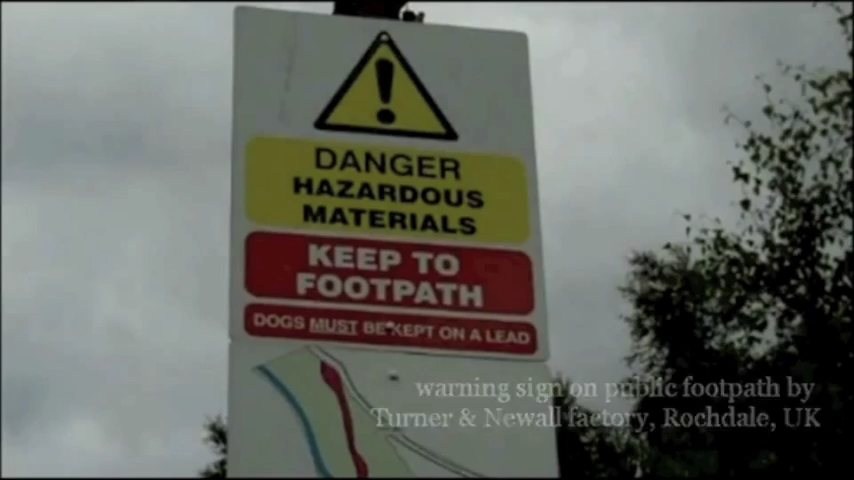 DANGER
HAZARDOUS
MATERIALS
KEEP TO
FOOTPATH
DOGS MUST BE KEPT ON A LEAD
warning sign on public footpath by
Turner & Newall factory, Rochdale, UK